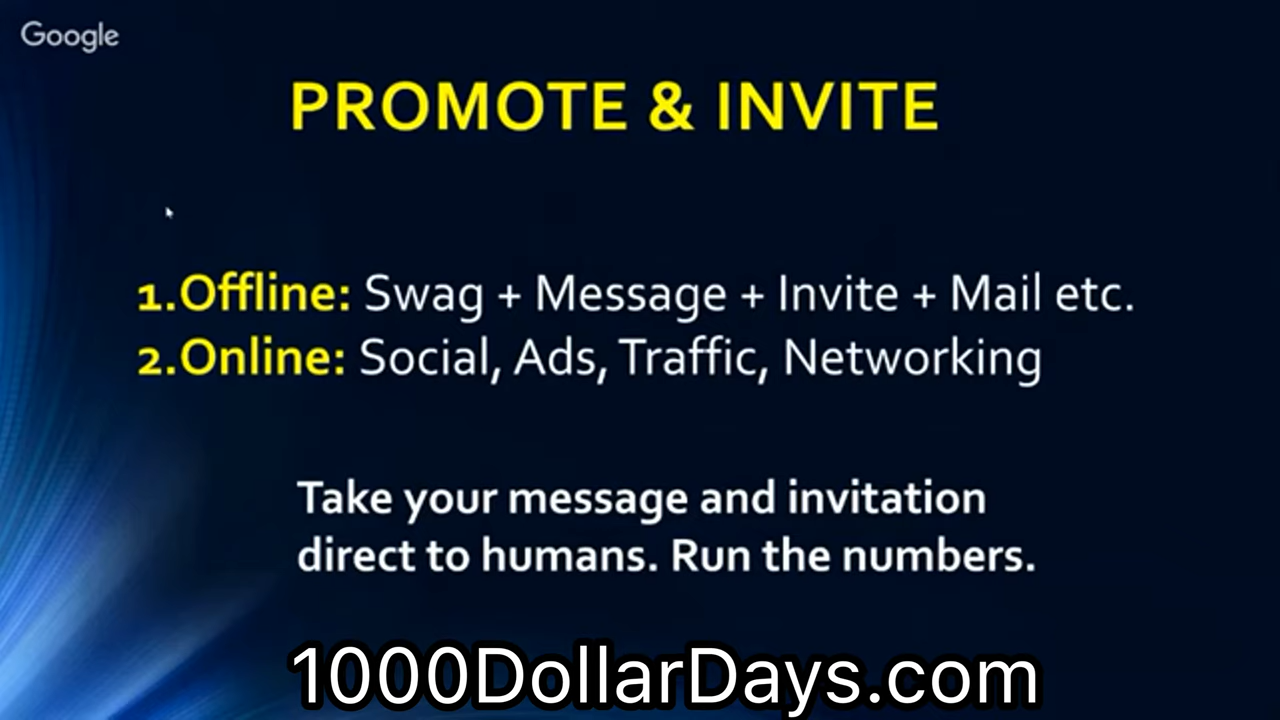 Google
PROMOTE & INVITE
1.Offline: Swag + Message + Invite + Mail etc.
2.Online: Social, Ads, Traffic, Networking
Take your message and invitation
direct to humans. Run the numbers.
1000DollarDays.com